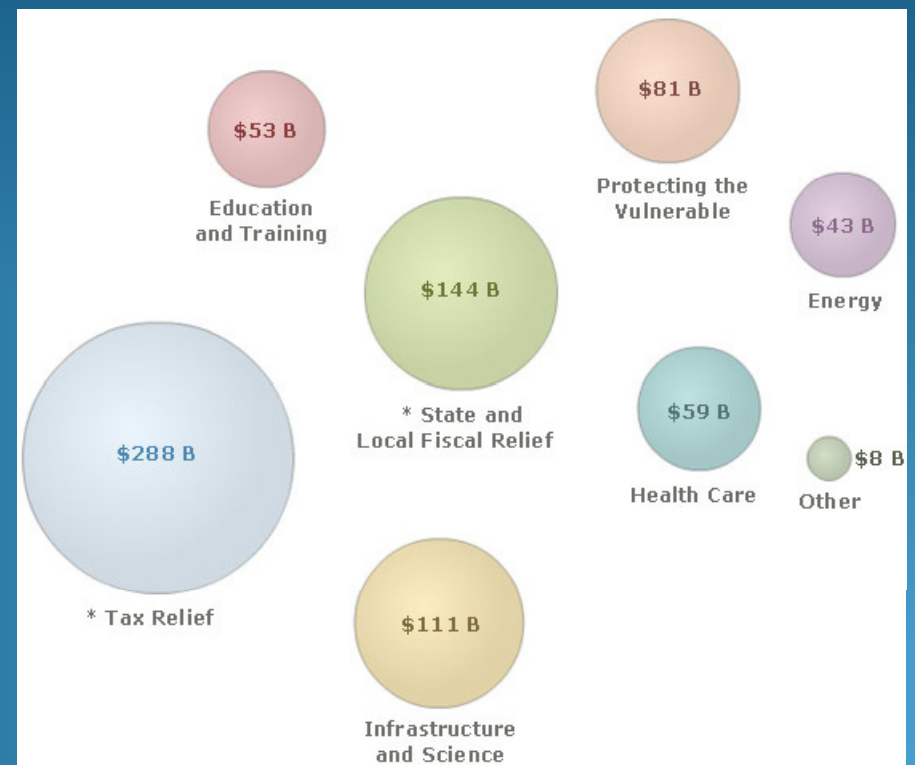 $53 B
Education
and Training
$81 B
Protecting the
Vulnerable
$43 B
Energy
$144 B
* State and
Local Fiscal Relief
$288 B
* Tax Relief
$59 B
Health Care
$8 B
Other
$111 B
Infrastructure
and Science